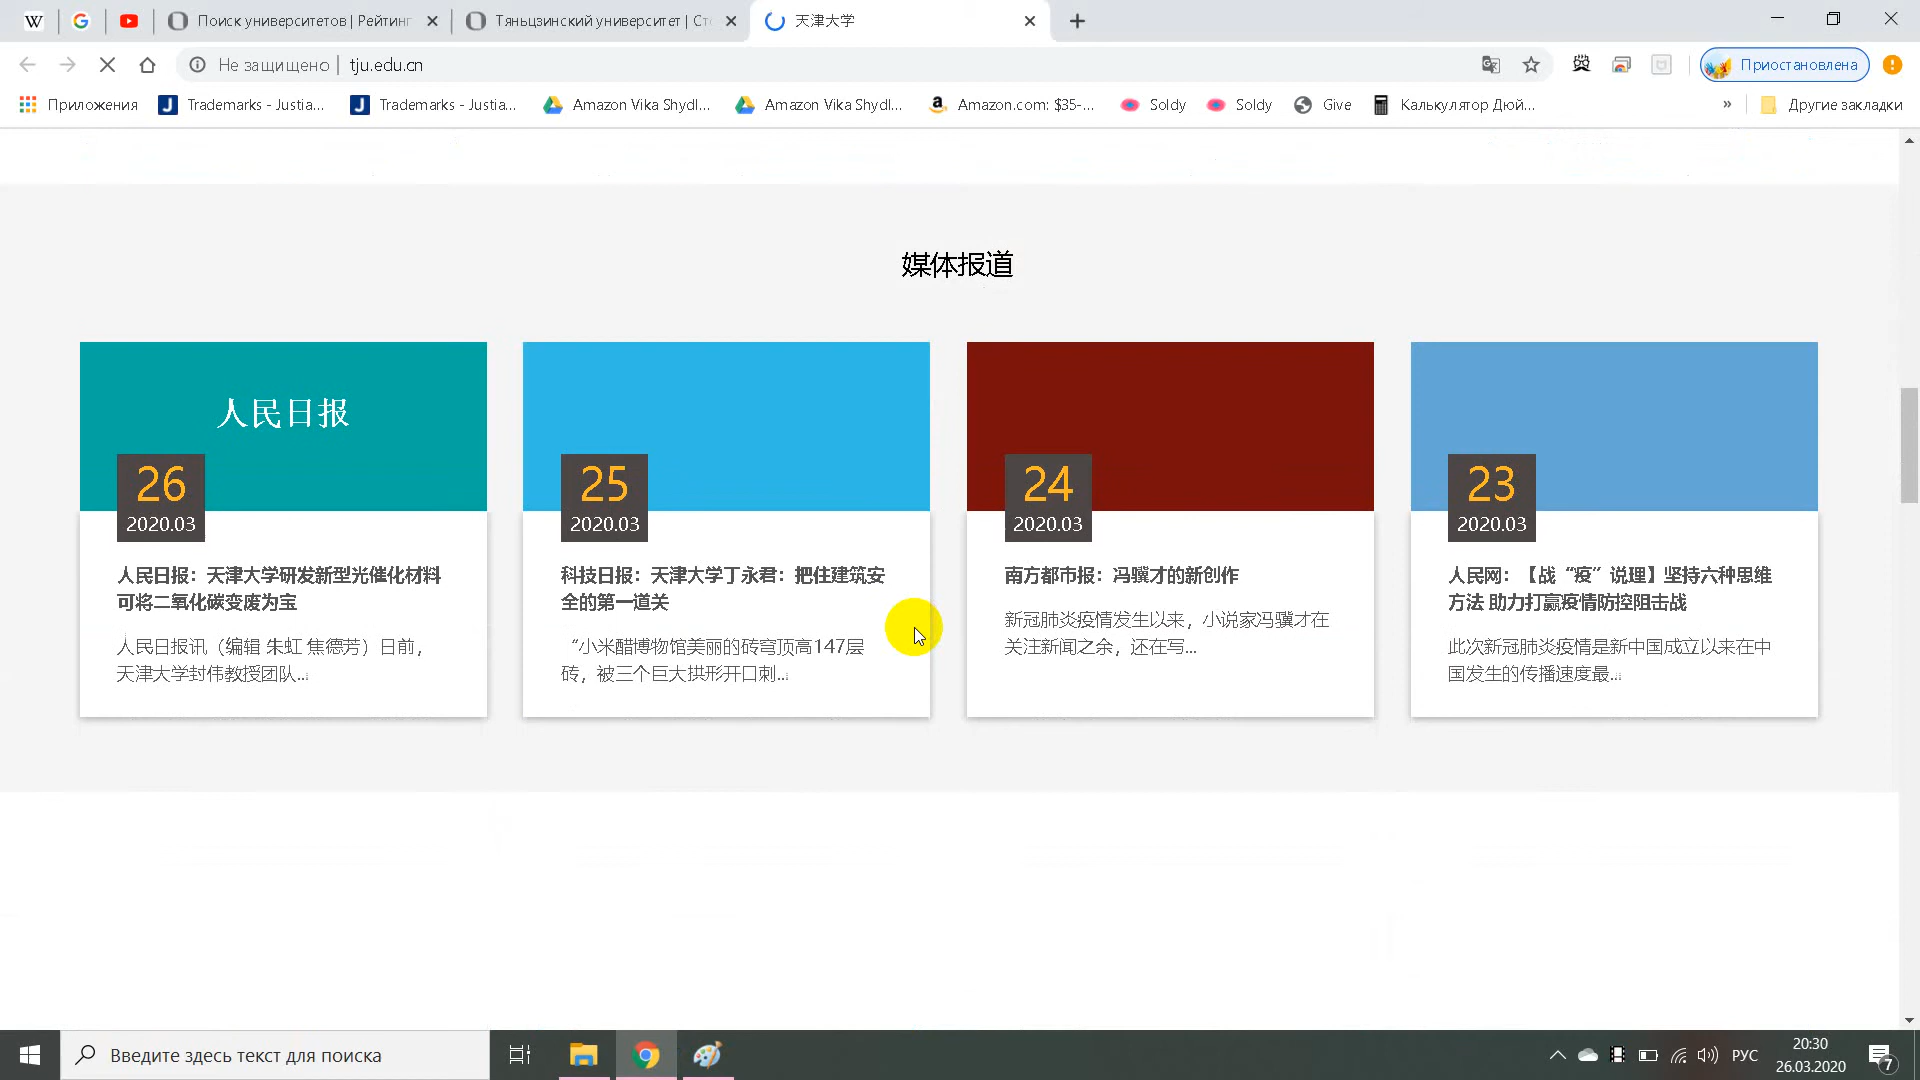 Поиск университетов | Рейтинг
Тяньцзинский университет | Ст
天津大学
Не защищено
tju.edu.cn
Приостановлена
Приложения
Trademarks - Justia...
Trademarks - Justia...
Amazon Vika Shydl...
Amazon Vika Shydl...
Amazon.com: $35-...
Soldy
Soldy
Give
Калькулятор Дюй...
»
Другие закладки
媒体报道
人民日报
26
2020.03
人民日报：天津大学研发新型光催化材料
可将二氧化碳变废为宝
人民日报讯（编辑 朱虹 焦德芳）日前，
天津大学封伟教授团队...
25
2020.03
科技日报：天津大学丁永君：把住建筑安
全的第一道关
“小米醋博物馆美丽的砖穹顶高147层
砖，被三个巨大拱形开口刺...
24
2020.03
南方都市报：冯骥才的新创作
新冠肺炎疫情发生以来，小说家冯骥才在
关注新闻之余，还在写...
23
2020.03
人民网：【战“疫”说理】坚持六种思维
方法 助力打赢疫情防控阻击战
此次新冠肺炎疫情是新中国成立以来在中
国发生的传播速度最...
Введите здесь текст для поиска
РУС
20:30
26.03.2020
7